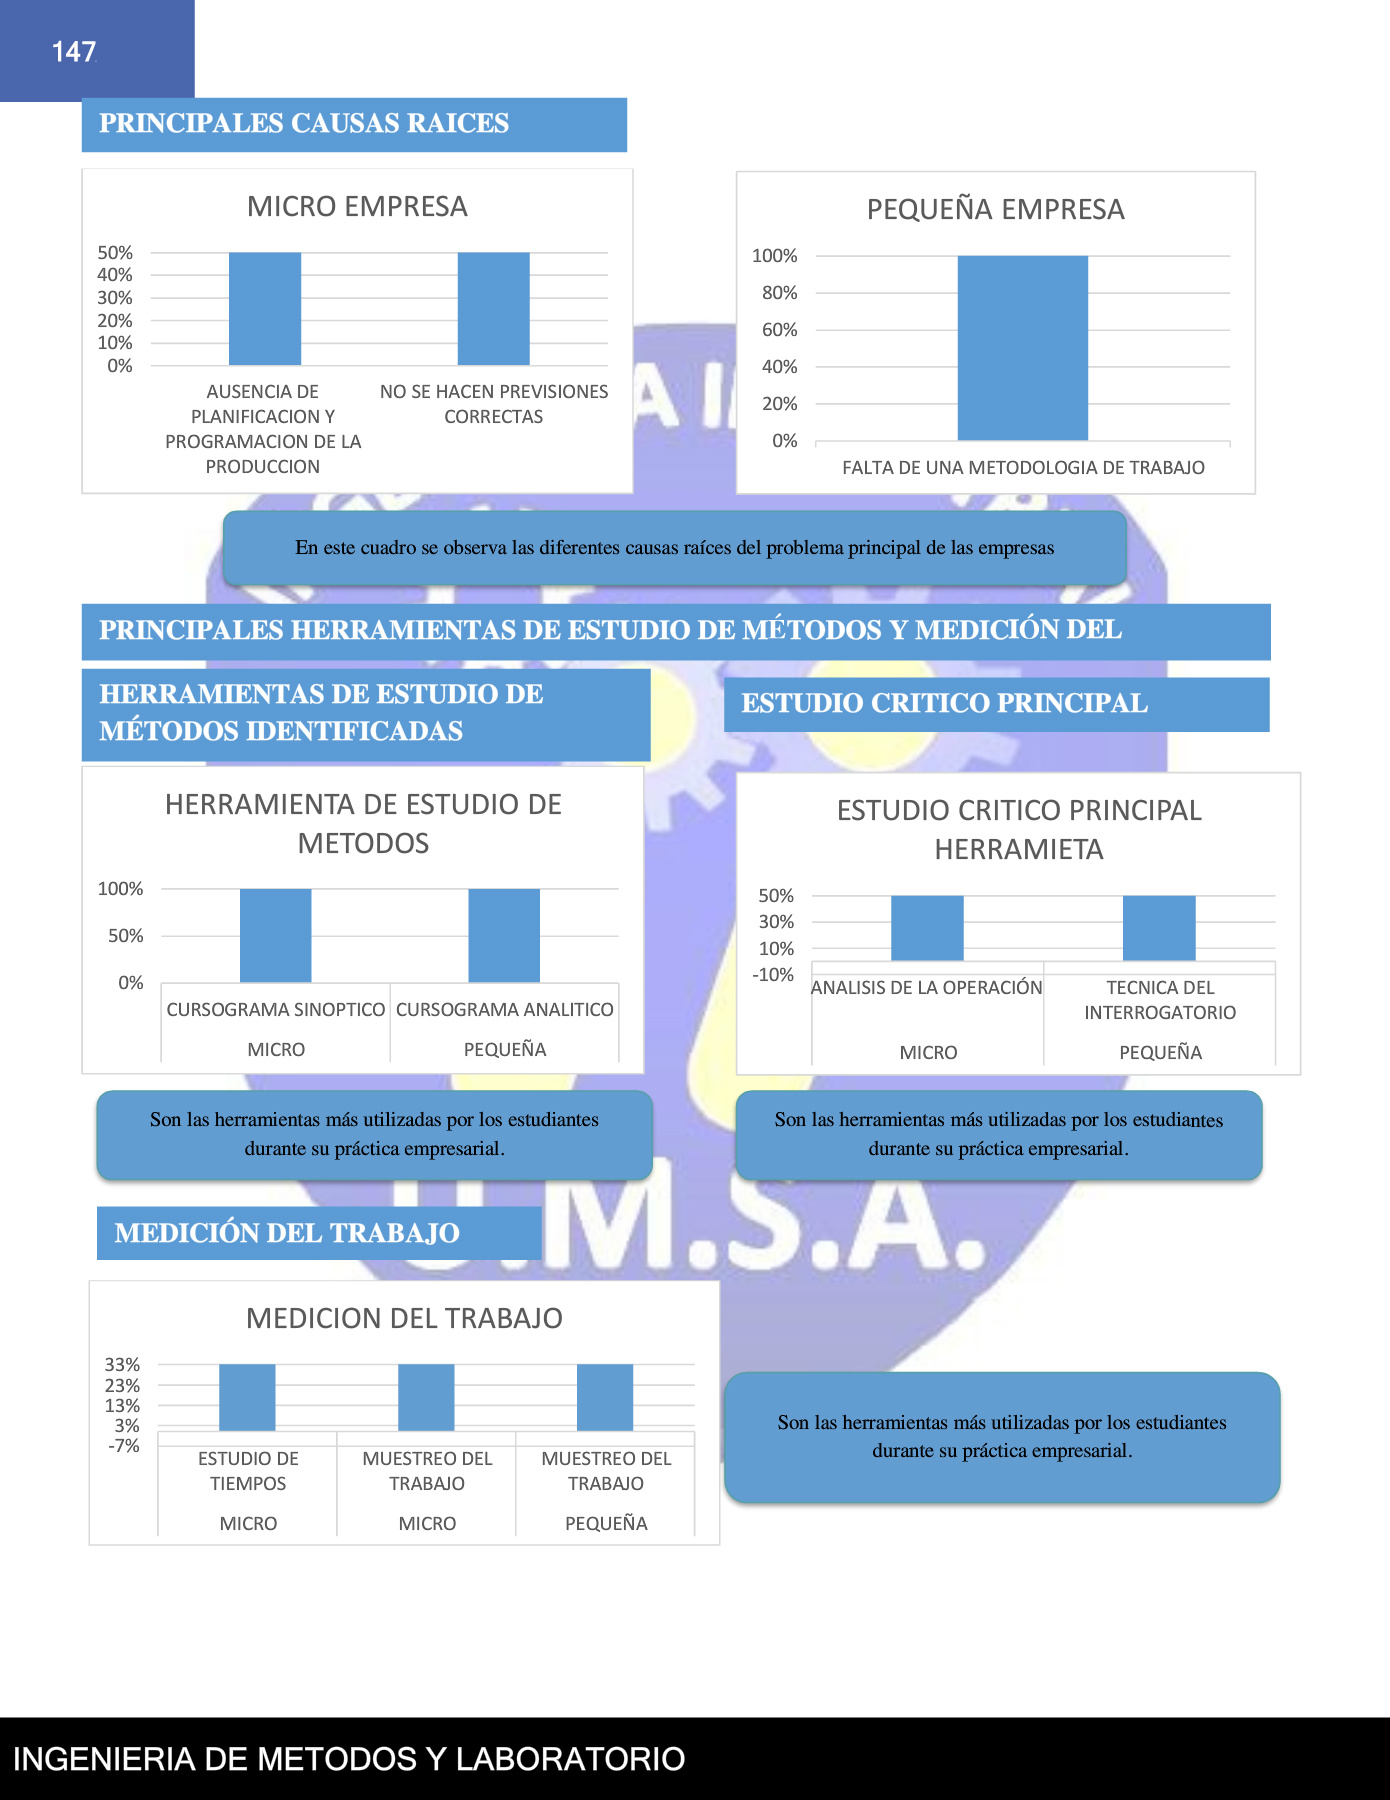 147
PRINCIPALES CAUSAS RAICES
MICRO EMPRESA
50%
40%
30%
20%
10%
0%
AUSENCIA DE
PLANIFICACION Y
PROGRAMACION DE LA
PRODUCCION
NO SE HACEN PREVISIONES
CORRECTAS
PEQUEÑA EMPRESA
100%
80%
60%
40%
20%
0%
FALTA DE UNA METODOLOGIA DE TRABAJO
En este cuadro se observa las diferentes causas raíces del problema principal de las empresas
PRINCIPALES HERRAMIENTAS DE ESTUDIO DE MÉTODOS Y MEDICIÓN DEL
HERRAMIENTAS DE ESTUDIO DE
MÉTODOS IDENTIFICADAS
HERRAMIENTA DE ESTUDIO DE
METODOS
100%
50%
0%
CURSOGRAMA SINOPTICO
CURSOGRAMA ANALITICO
MICRO
PEQUEÑA
Son las herramientas más utilizadas por los estudiantes
durante su práctica empresarial.
ESTUDIO CRITICO PRINCIPAL
ESTUDIO CRITICO PRINCIPAL
HERRAMIETA
50%
30%
10%
-10%
ANALISIS DE LA OPERACIÓN
TECNICA DEL
INTERROGATORIO
MICRO
PEQUEÑA
Son las herramientas más utilizadas por los estudiantes
durante su práctica empresarial.
MEDICIÓN DEL TRABAJO
MEDICION DEL TRABAJO
33%
23%
13%
3%
-7%
ESTUDIO DE
TIEMPOS
MUESTREO DEL
TRABAJO
MUESTREO DEL
TRABAJO
MICRO
MICRO
PEQUEÑA
Son las herramientas más utilizadas por los estudiantes
durante su práctica empresarial.
U.M.S.A.
INGENIERIA DE METODOS Y LABORATORIO